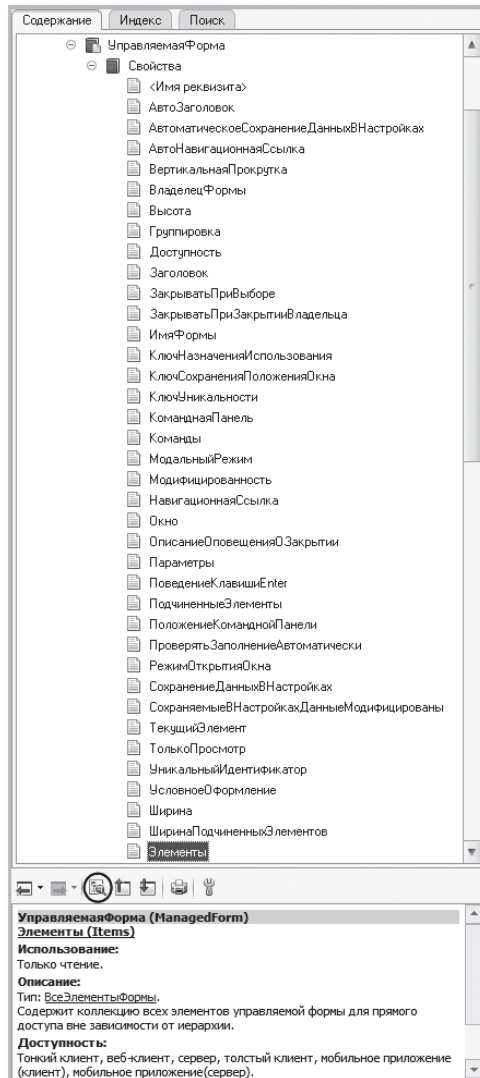 Содержание Индекс Поиск
УправляемаяФорма
Свойства
<Имя реквизита>
АвтоЗаголовок
АвтоматическоеСохранениеДанныхВНастройках
АвтоНавигационнаяСсылка
ВертикальнаяПрокрутка
ВладелецФормы
Высота
Группировка
Доступность
Заголовок
ЗакрыватьПриВыборе
ЗакрыватьПриЗакрытииВладельца
ИмяФормы
КлючНазначенияИспользования
КлючСохраненияПоложенияОкна
КлючУникальности
КоманднаяПанель
Команды
МодальныйРежим
Модифицированность
НавигационнаяСсылка
Окно
ОписаниеОповещенияОЗакрытии
Параметры
ПоведениеКлавишиEnter
ПодчиненныеЭлементы
ПоложениеКоманднойПанели
ПроверятьЗаполнениеАвтоматически
РежимОткрытияОкна
СохранениеДанныхВНастройках
СохраняемыеВНастройкахДанныеМодифицированы
ТекущийЭлемент
ТолькоПросмотр
УникальныйИдентификатор
УсловноеОформление
Ширина
ШиринаПодчиненныхЭлементов
Элементы
УправляемаяФорма (ManagedForm)
Элементы (Items)
Использование:
Только чтение.
Описание:
Тип: ВсеЭлементыФормы.
Содержит коллекцию всех элементов управляемой формы для прямого
доступа вне зависимости от иерархии.
Доступность:
Тонкий клиент, веб-клиент, сервер, толстый клиент, мобильное приложение
(клиент), мобильное приложение(сервер).